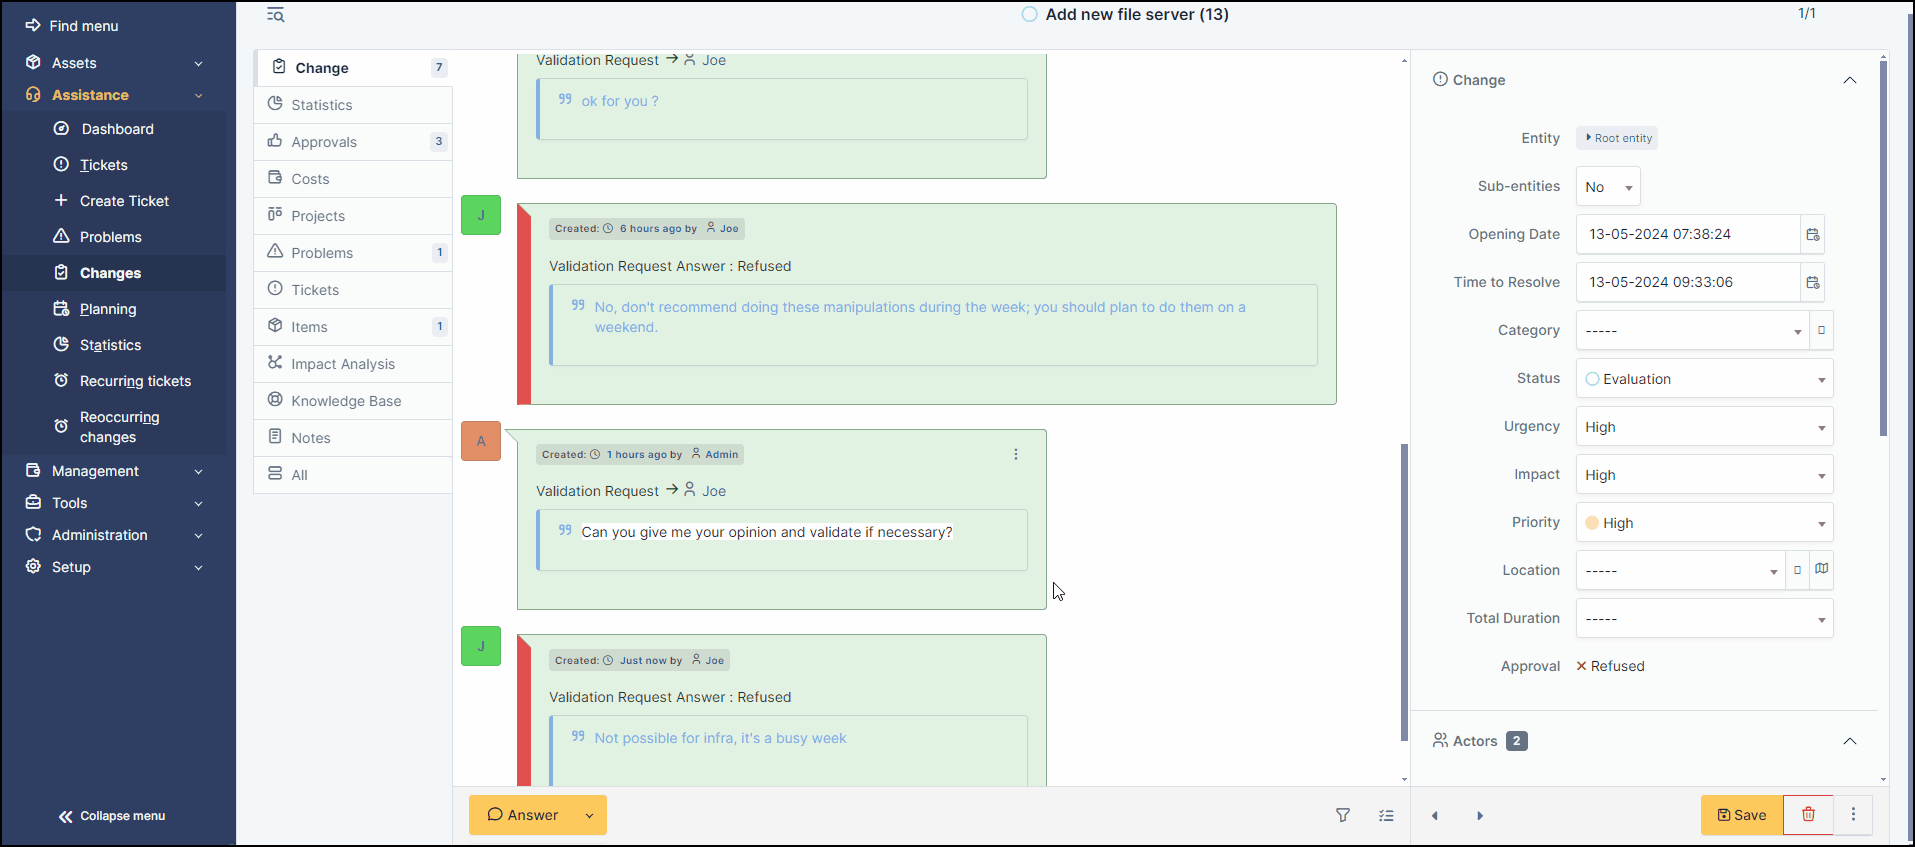 Find menu
Assets
Assistance
Dashboard
Tickets
Create Ticket
Problems
Changes
Planning
Statistics
Recurring tickets
Reoccurring
changes
Management
Tools
Administration
Setup
Collapse menu
Add new file server (13)
1/1
Change 7
Statistics
Approvals 3
Costs
Projects
Problems 1
Tickets
Items 1
Impact Analysis
Knowledge Base
Notes
All
Validation Request → Joe
ok for you ?
J
Created: 6 hours ago by Joe
Validation Request Answer : Refused
No, don't recommend doing these manipulations during the week; you should plan to do them on a
weekend.
A
Created: 1 hours ago by Admin
Validation Request → Joe
Can you give me your opinion and validate if necessary?
J
Created: Just now by Joe
Validation Request Answer : Refused
Not possible for infra, it's a busy week
Answer
Change
Entity Root entity
Sub-entities No
Opening Date 13-05-2024 07:38:24
Time to Resolve 13-05-2024 09:33:06
Category -----
Status Evaluation
Urgency High
Impact High
Priority High
Location -----
Total Duration -----
Approval Refused
Actors 2
Save